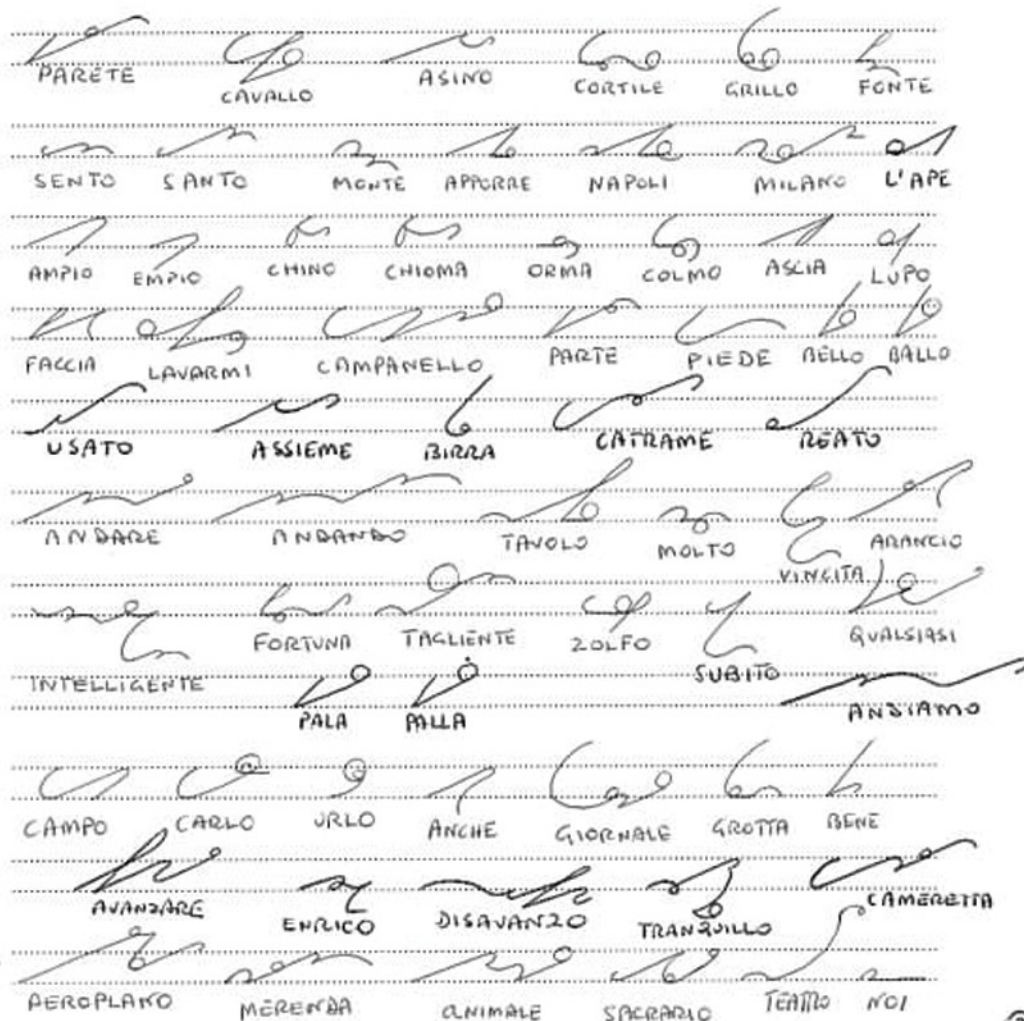 PARETE CAVALLO ASINO CORTILE GRILLO FONTE
SENTO SANTO MONTE APPORRE NAPOLI MILANO L'APE
AMPIO EMPIO CHINO CHIOMA ORMA COLMO ASCIA LUPO
FACCIA LAVARMI CAMPANELLO PARTE PIEDE BELLO BALLO
USATO ASSIEME BIRRA CATRAME REATO
ANDARE ANDANDO TAVOLO MOLTO VINCITA ARANCIO
INTELLIGENTE FORTUNA TAGLIENTE ZOLFO SUBITO QUALSIASI
PALA PALLA ANDIAMO
CAMPO CARLO URLO ANCHE GIORNALE GROTTA BENE
AVANZARE ENRICO DISAVANZO TRANQUILLO CAMERETTA
AEROPLANO MERENDA ANIMALE SACRARIO TEATRO NOI